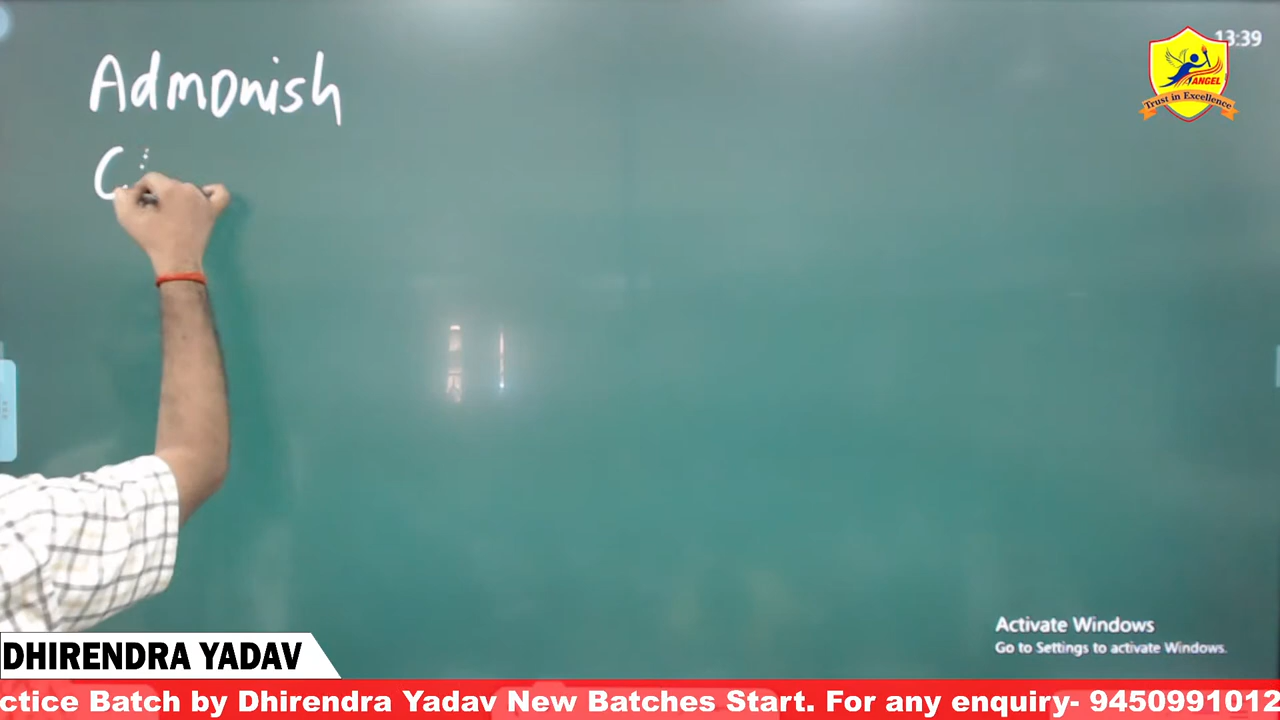 Admonish
C
13:39
ANGEL
Trust in Excellence
Activate Windows
Go to Settings to activate Windows.
DHIRENDRA YADAV
ctice Batch by Dhirendra Yadav New Batches Start. For any enquiry- 9450991012